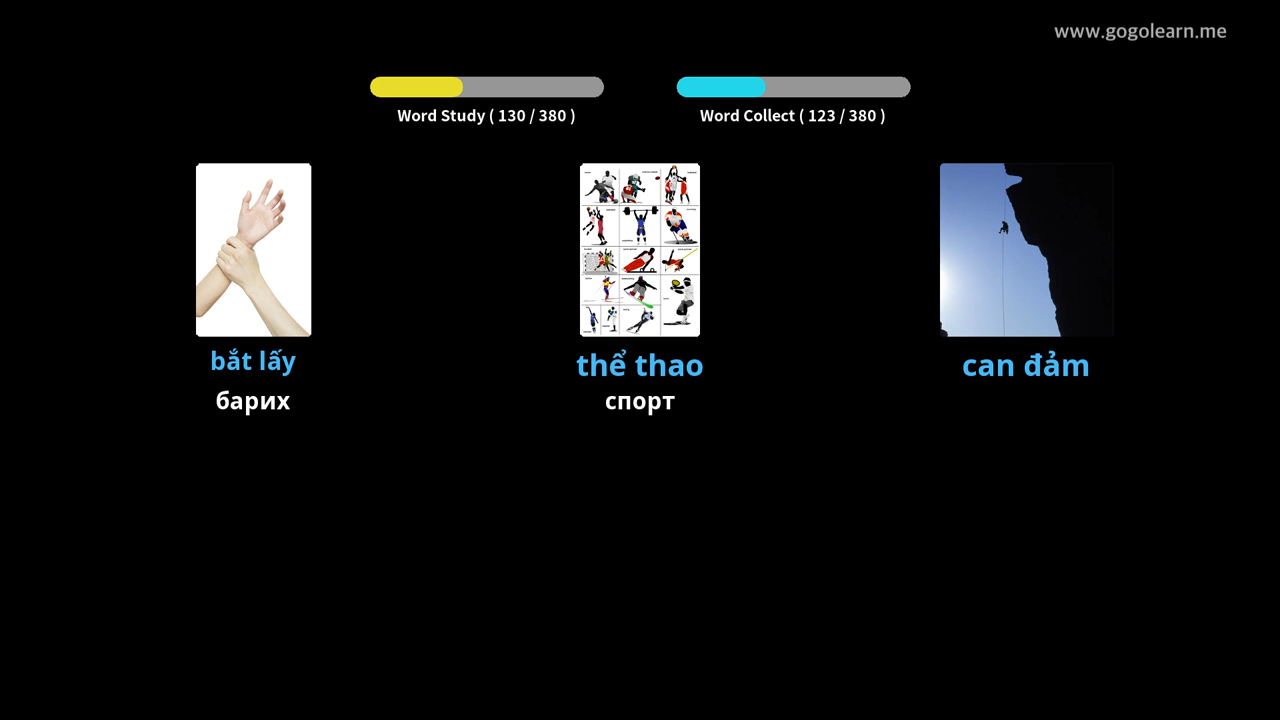 www.gogolearn.me
Word Study ( 130 / 380 )
Word Collect ( 123 / 380 )
bắt lấy
thể thao
can đảm
барих
спорт